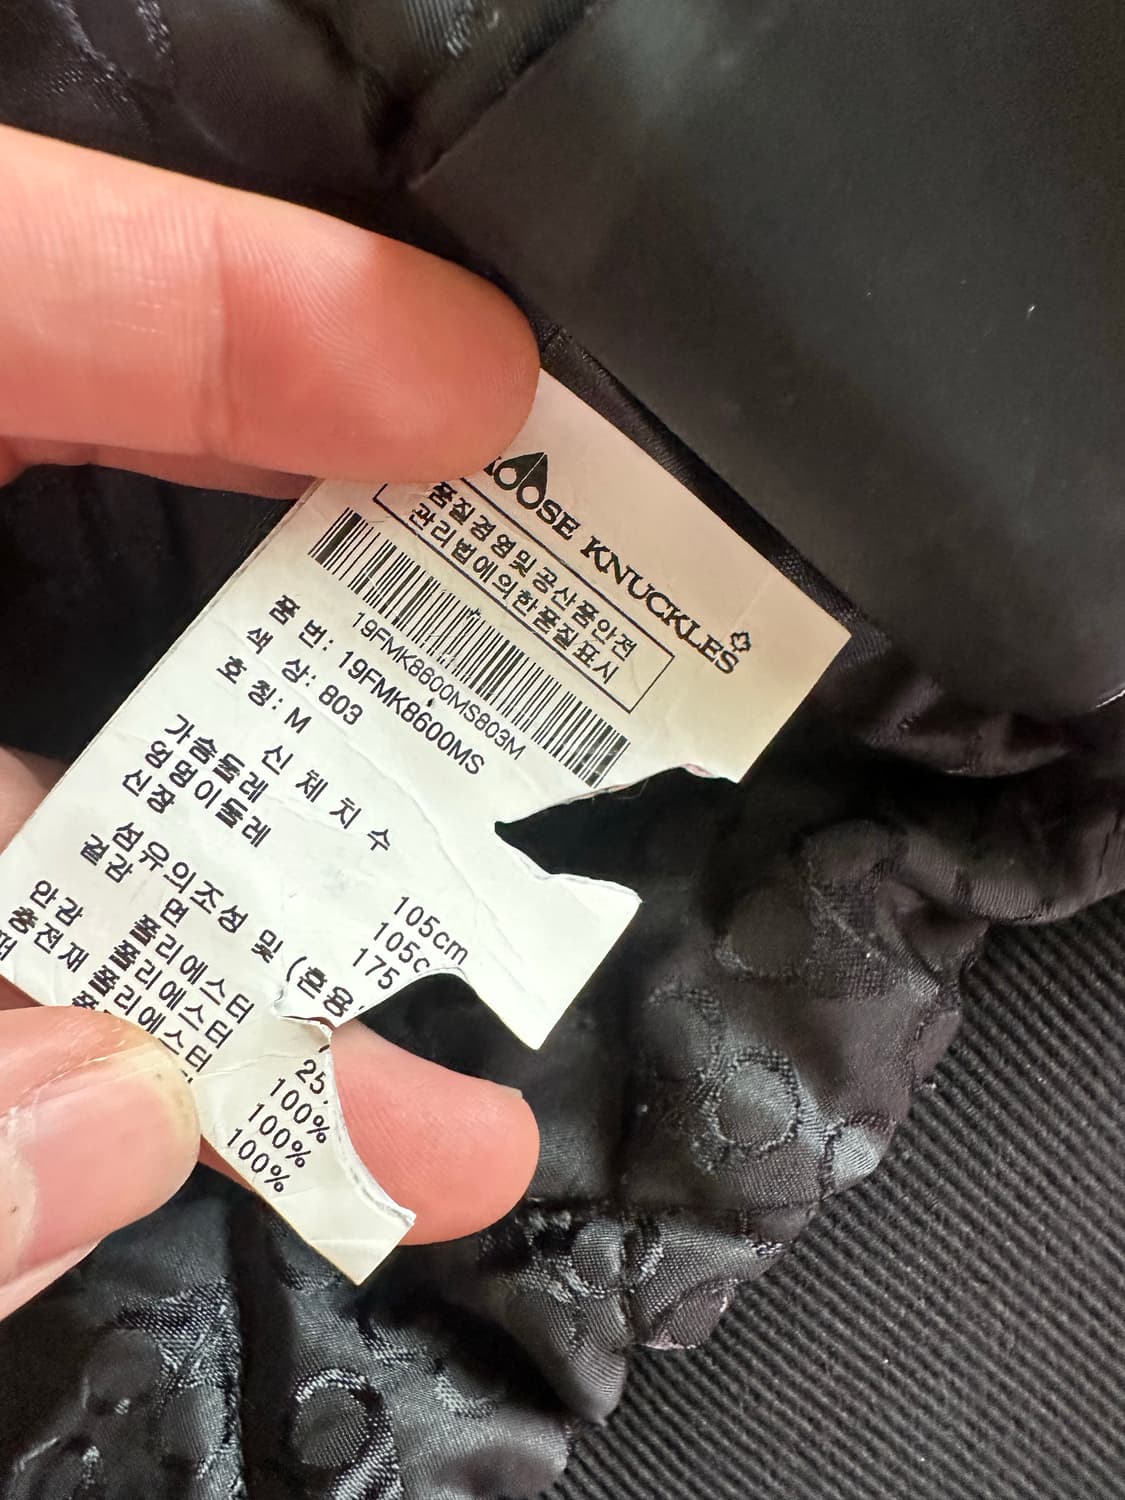 MOOSE KNUCKLES
품질경영및공산품안전
관리법에의한품질표시
19FMK8600MS803M
품 번: 19FMK8600MS
색 상: 803
호 칭: M
신 체 치 수
가슴둘레 105cm
엉덩이둘레 105c
신장 175
섬유의조성 및 (혼용
겉감 면
폴리에스터 25
안감 폴리에스터 100%
충전재 폴리에스터 100%
100%